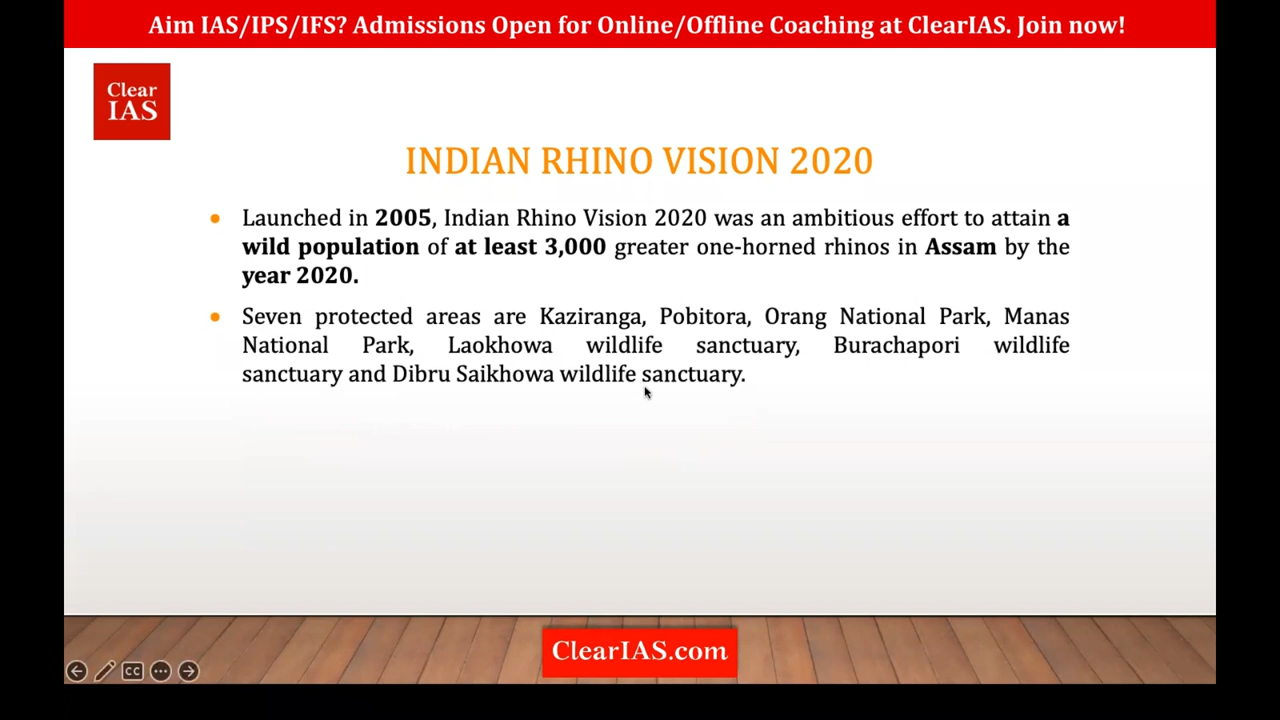 Aim IAS/IPS/IFS? Admissions Open for Online/Offline Coaching at ClearIAS. Join now!
Clear
IAS
INDIAN RHINO VISION 2020
• Launched in 2005, Indian Rhino Vision 2020 was an ambitious effort to attain a
wild population of at least 3,000 greater one-horned rhinos in Assam by the
year 2020.
• Seven protected areas are Kaziranga, Pobitora, Orang National Park, Manas
National Park, Laokhowa wildlife sanctuary, Burachapori wildlife
sanctuary and Dibru Saikhowa wildlife sanctuary.
ClearIAS.com
CC